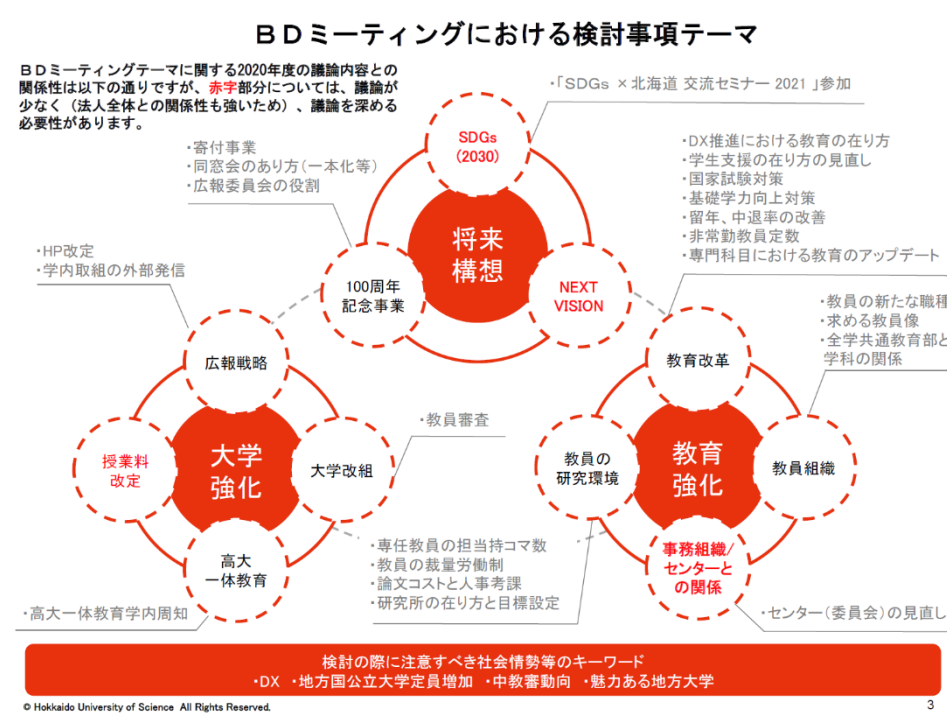 ＢＤミーティングにおける検討事項テーマ
ＢＤミーティングテーマに関する2020年度の議論内容との
関係性は以下の通りですが、赤字部分については、議論が
少なく（法人全体との関係性も強いため）、議論を深める
必要性があります。
・「SDGs ×北海道 交流セミナー 2021 」参加
SDGs
(2030)
・寄付事業
・同窓会のあり方（一本化等）
・広報委員会の役割
・DX推進における教育の在り方
・学生支援の在り方の見直し
・国家試験対策
・基礎学力向上対策
・留年、中退率の改善
・非常勤教員定数
・専門科目における教育のアップデート
将来
構想
・HP改定
・学内取組の外部発信
100周年
記念事業
NEXT
VISION
・教員の新たな職種
・求める教員像
・全学共通教育部と
学科の関係
広報戦略
教育改革
・教員審査
授業料
改定
大学
強化
大学改組
教員の
研究環境
教育
強化
教員組織
高大
一体教育
・専任教員の担当持コマ数
・教員の裁量労働制
・論文コストと人事考課
・研究所の在り方と目標設定
事務組織/
センターと
の関係
・高大一体教育学内周知
・センター（委員会）の見直し
検討の際に注意すべき社会情勢等のキーワード
・DX ・地方国公立大学定員増加 ・中教審動向 ・魅力ある地方大学
© Hokkaido University of Science All Rights Reserved.
3